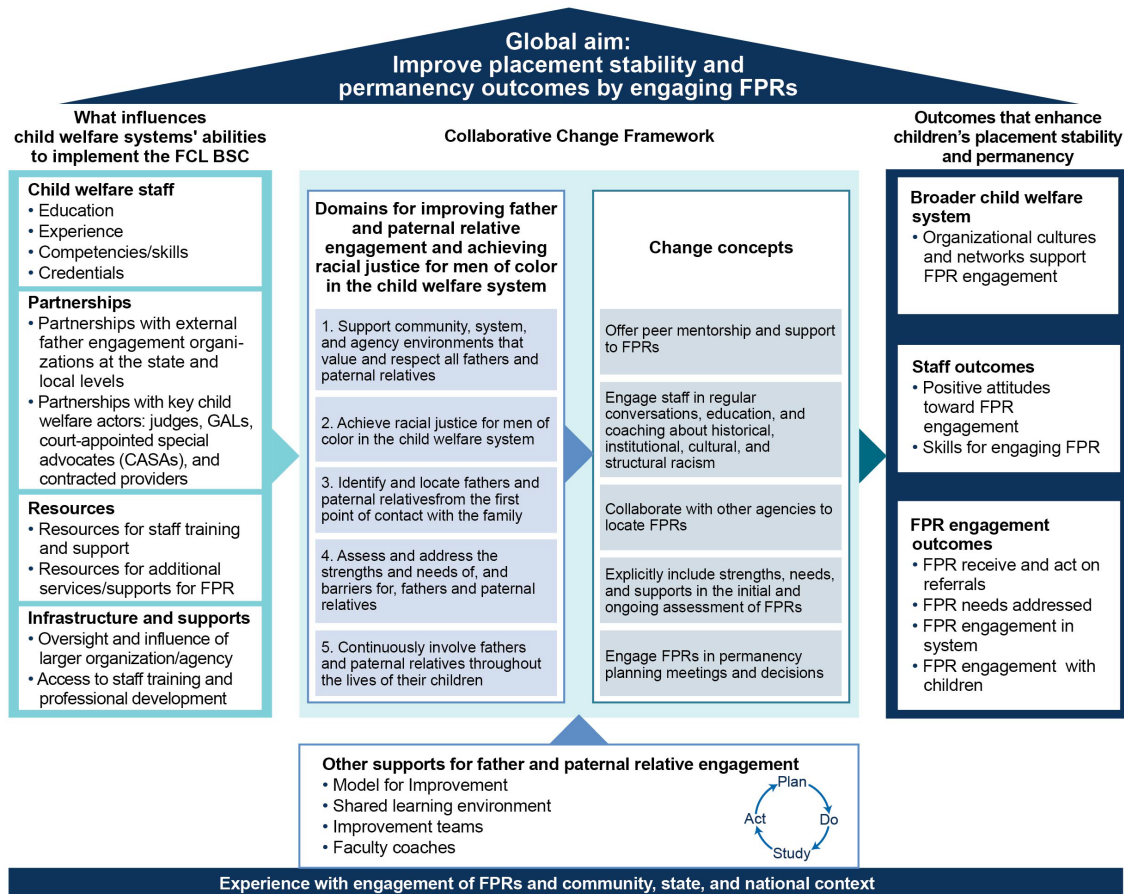 Global aim:
Improve placement stability and
permanency outcomes by engaging FPRs
What influences
child welfare systems' abilities
to implement the FCL BSC
Child welfare staff
• Education
• Experience
• Competencies/skills
• Credentials
Partnerships
• Partnerships with external
father engagement organi-
zations at the state and
local levels
• Partnerships with key child
welfare actors: judges, GALs,
court-appointed special
advocates (CASAs), and
contracted providers
Resources
• Resources for staff training
and support
• Resources for additional
services/supports for FPR
Infrastructure and supports
• Oversight and influence of
larger organization/agency
• Access to staff training and
professional development
Collaborative Change Framework
Domains for improving father
and paternal relative
engagement and achieving
racial justice for men of color
in the child welfare system
1. Support community, system,
and agency environments that
value and respect all fathers and
paternal relatives
2. Achieve racial justice for men of
color in the child welfare system
3. Identify and locate fathers and
paternal relativesfrom the first
point of contact with the family
4. Assess and address the
strengths and needs of, and
barriers for, fathers and paternal
relatives
5. Continuously involve fathers
and paternal relatives throughout
the lives of their children
Change concepts
Offer peer mentorship and support
to FPRs
Engage staff in regular
conversations, education, and
coaching about historical,
institutional, cultural, and
structural racism
Collaborate with other agencies to
locate FPRs
Explicitly include strengths, needs,
and supports in the initial and
ongoing assessment of FPRs
Engage FPRs in permanency
planning meetings and decisions
Outcomes that enhance
children's placement stability
and permanency
Broader child welfare
system
• Organizational cultures
and networks support
FPR engagement
Staff outcomes
• Positive attitudes
toward FPR
engagement
• Skills for engaging FPR
FPR engagement
outcomes
• FPR receive and act on
referrals
• FPR needs addressed
• FPR engagement in
system
• FPR engagement with
children
Other supports for father and paternal relative engagement
• Model for Improvement
• Shared learning environment
• Improvement teams
• Faculty coaches
Plan
Do
Study
Act
Experience with engagement of FPRs and community, state, and national context